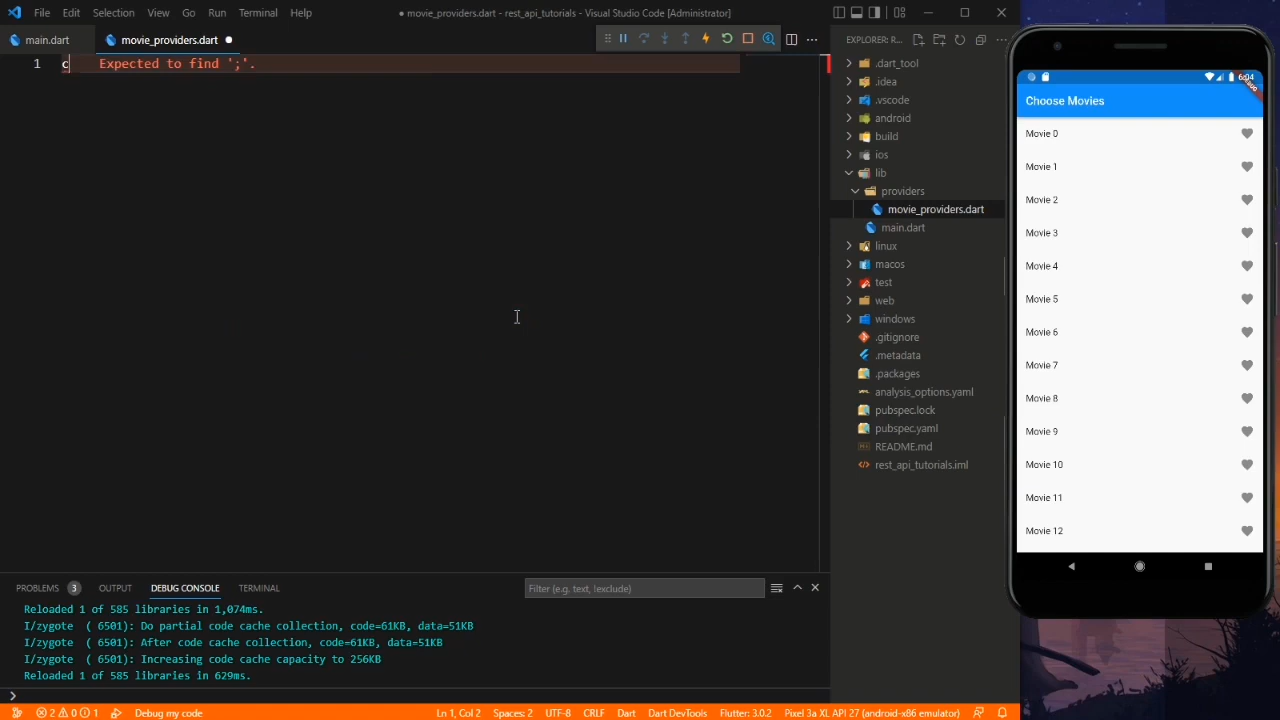 File Edit Selection View Go Run Terminal Help
● movie_providers.dart - rest_api_tutorials - Visual Studio Code [Administrator]
main.dart
movie_providers.dart
1 c Expected to find ';'.
EXPLORER: R...
.dart_tool
.idea
.vscode
android
build
ios
lib
providers
movie_providers.dart
main.dart
linux
macos
test
web
windows
.gitignore
.metadata
.packages
analysis_options.yaml
pubspec.lock
pubspec.yaml
README.md
rest_api_tutorials.iml
6:04
Choose Movies
Movie 0
Movie 1
Movie 2
Movie 3
Movie 4
Movie 5
Movie 6
Movie 7
Movie 8
Movie 9
Movie 10
Movie 11
Movie 12
PROBLEMS 3 OUTPUT DEBUG CONSOLE TERMINAL
Filter (e.g. text, !exclude)
Reloaded 1 of 585 libraries in 1,074ms.
I/zygote  ( 6501): Do partial code cache collection, code=61KB, data=51KB
I/zygote  ( 6501): After code cache collection, code=61KB, data=51KB
I/zygote  ( 6501): Increasing code cache capacity to 256KB
Reloaded 1 of 585 libraries in 629ms.
2 0 1 Debug my code Ln 1, Col 2 Spaces: 2 UTF-8 CRLF Dart Dart DevTools Flutter: 3.0.2 Pixel 3a XL API 27 (android-x86 emulator)